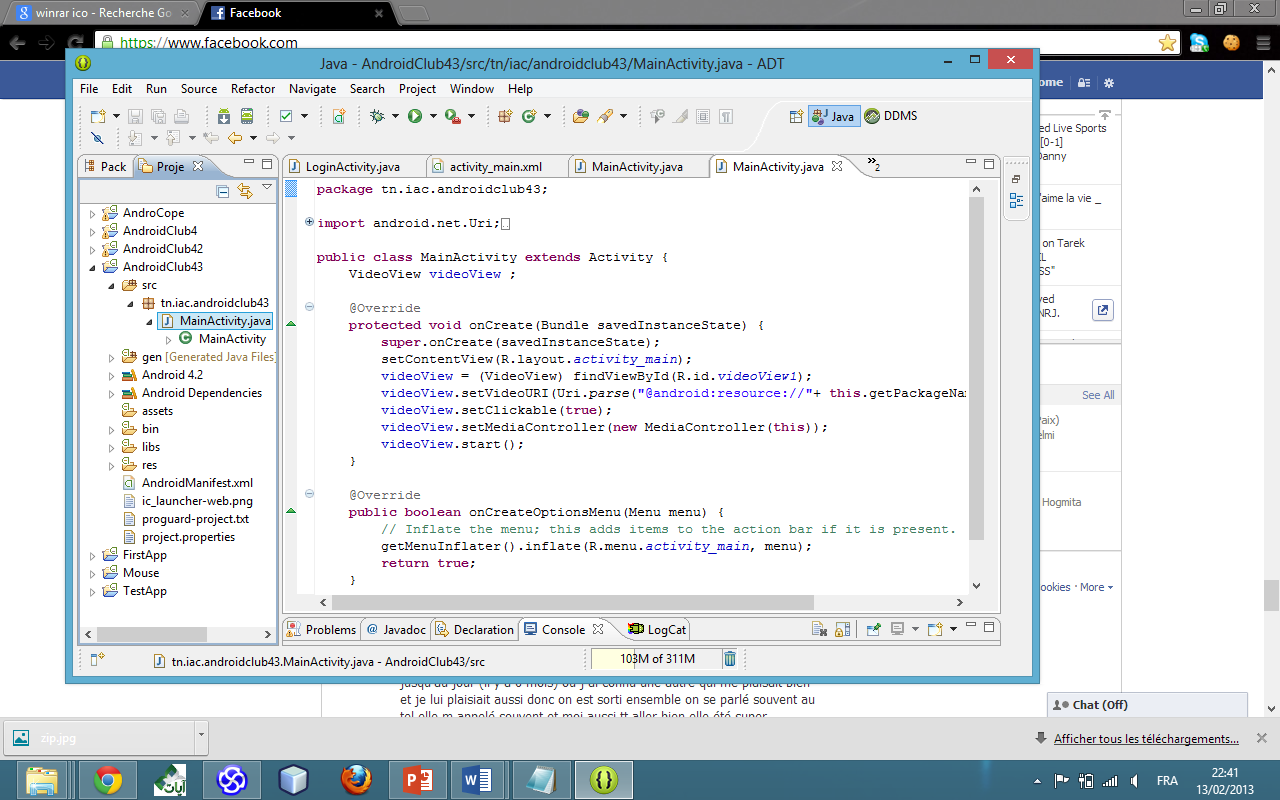 winrar ico - Recherche Go
Facebook
https://www.facebook.com
Java - AndroidClub43/src/tn/iac/androidclub43/MainActivity.java - ADT
File Edit Run Source Refactor Navigate Search Project Window Help
ome
Java DDMS
ed Live Sports
[0-1]
Danny
Pack Proje
LoginActivity.java activity_main.xml MainActivity.java MainActivity.java »2
'aime la vie _
on Tarek
SS"
ved
NRJ.
AndroCope
AndroidClub4
AndroidClub42
AndroidClub43
src
tn.iac.androidclub43
MainActivity.java
MainActivity
gen [Generated Java Files]
Android 4.2
Android Dependencies
assets
bin
libs
res
AndroidManifest.xml
ic_launcher-web.png
proguard-project.txt
project.properties
FirstApp
Mouse
TestApp
package tn.iac.androidclub43;
import android.net.Uri;
public class MainActivity extends Activity {
VideoView videoView ;
@Override
protected void onCreate(Bundle savedInstanceState) {
super.onCreate(savedInstanceState);
setContentView(R.layout.activity_main);
videoView = (VideoView) findViewById(R.id.videoView1);
videoView.setVideoURI(Uri.parse("@android:resource://"+ this.getPackageNa
videoView.setClickable(true);
videoView.setMediaController(new MediaController(this));
videoView.start();
}
@Override
public boolean onCreateOptionsMenu(Menu menu) {
// Inflate the menu; this adds items to the action bar if it is present.
getMenuInflater().inflate(R.menu.activity_main, menu);
return true;
}
See All
Paix)
elmi
Hogmita
ookies · More
Problems Javadoc Declaration Console LogCat
tn.iac.androidclub43.MainActivity.java - AndroidClub43/src
103M of 311M
et je lui plaisiait aussi donc on est sorti ensemble on se parlé souvent au
Chat (Off)
zip.jpg
Afficher tous les téléchargements...
FRA
22:41
13/02/2013